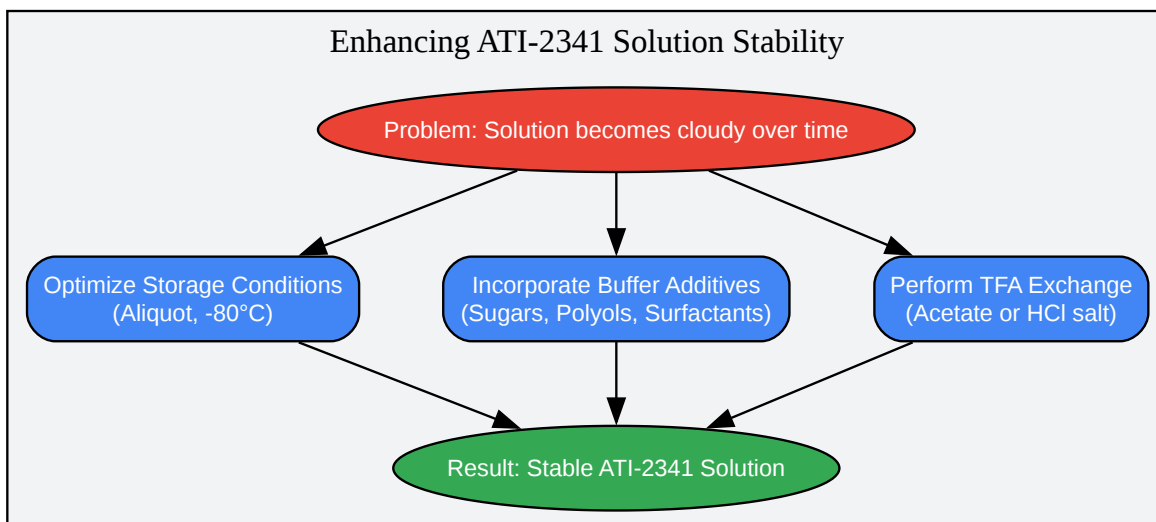 Enhancing ATI-2341 Solution Stability
Problem: Solution becomes cloudy over time
Optimize Storage Conditions
(Aliquot, -80°C)
Incorporate Buffer Additives
(Sugars, Polyols, Surfactants)
Perform TFA Exchange
(Acetate or HCl salt)
Result: Stable ATI-2341 Solution